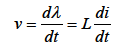 v = dλ/dt = L di/dt